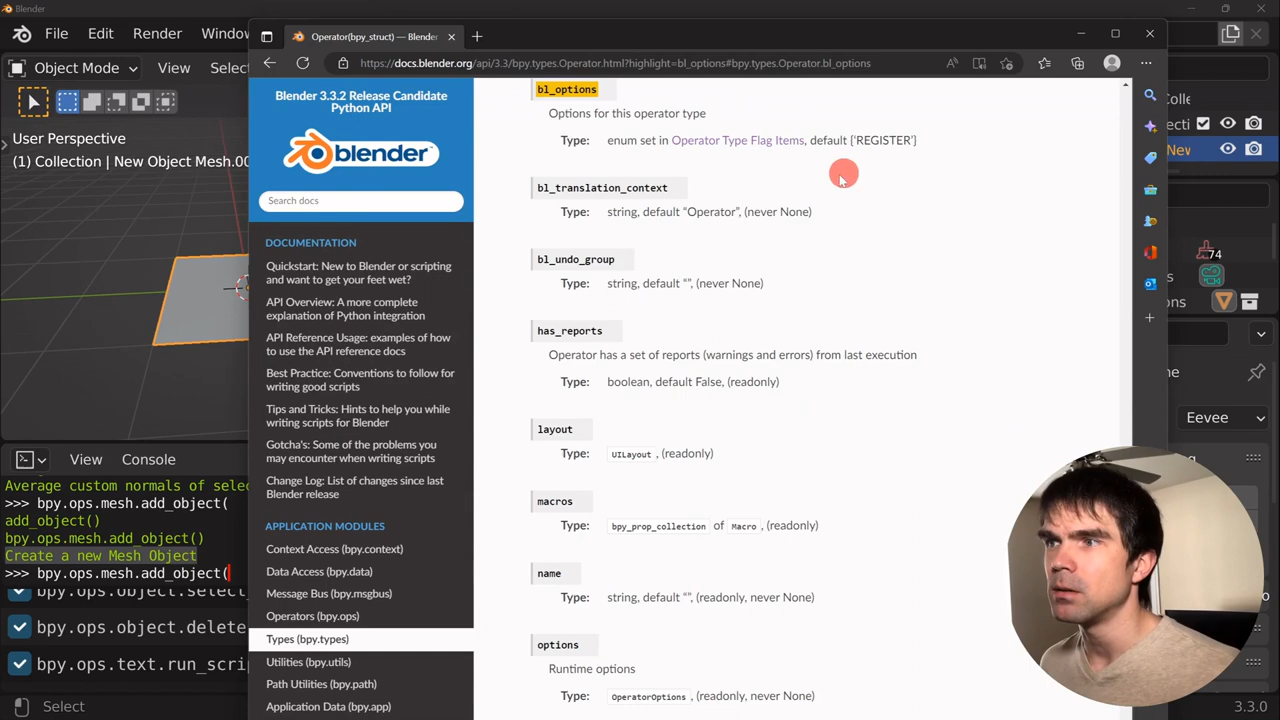 Blender
File Edit Render Windo
Object Mode View Selec
User Perspective
(1) Collection | New Object Mesh.00
View Console
Average custom normals of selec
>>> bpy.ops.mesh.add_object(
add_object()
bpy.ops.mesh.add_object()
Create a new Mesh Object
>>> bpy.ops.mesh.add_object(
bpy.ops.object.select_
bpy.ops.object.delete
bpy.ops.text.run_scri
Select
Operator(bpy_struct) — Blender
https://docs.blender.org/api/3.3/bpy.types.Operator.html?highlight=bl_options#bpy.types.Operator.bl_options
Blender 3.3.2 Release Candidate
Python API
blender
Search docs
DOCUMENTATION
Quickstart: New to Blender or scripting
and want to get your feet wet?
API Overview: A more complete
explanation of Python integration
API Reference Usage: examples of how
to use the API reference docs
Best Practice: Conventions to follow for
writing good scripts
Tips and Tricks: Hints to help you while
writing scripts for Blender
Gotcha's: Some of the problems you
may encounter when writing scripts
Change Log: List of changes since last
Blender release
APPLICATION MODULES
Context Access (bpy.context)
Data Access (bpy.data)
Message Bus (bpy.msgbus)
Operators (bpy.ops)
Types (bpy.types)
Utilities (bpy.utils)
Path Utilities (bpy.path)
Application Data (bpy.app)
bl_options
Options for this operator type
Type: enum set in Operator Type Flag Items, default {‘REGISTER’}
bl_translation_context
Type: string, default “Operator”, (never None)
bl_undo_group
Type: string, default “”, (never None)
has_reports
Operator has a set of reports (warnings and errors) from last execution
Type: boolean, default False, (readonly)
layout
Type: UILayout, (readonly)
macros
Type: bpy_prop_collection of Macro, (readonly)
name
Type: string, default “”, (readonly, never None)
options
Runtime options
Type: OperatorOptions, (readonly, never None)
Colle
ecti
New
74
ns
ne
Eevee
3.3.0